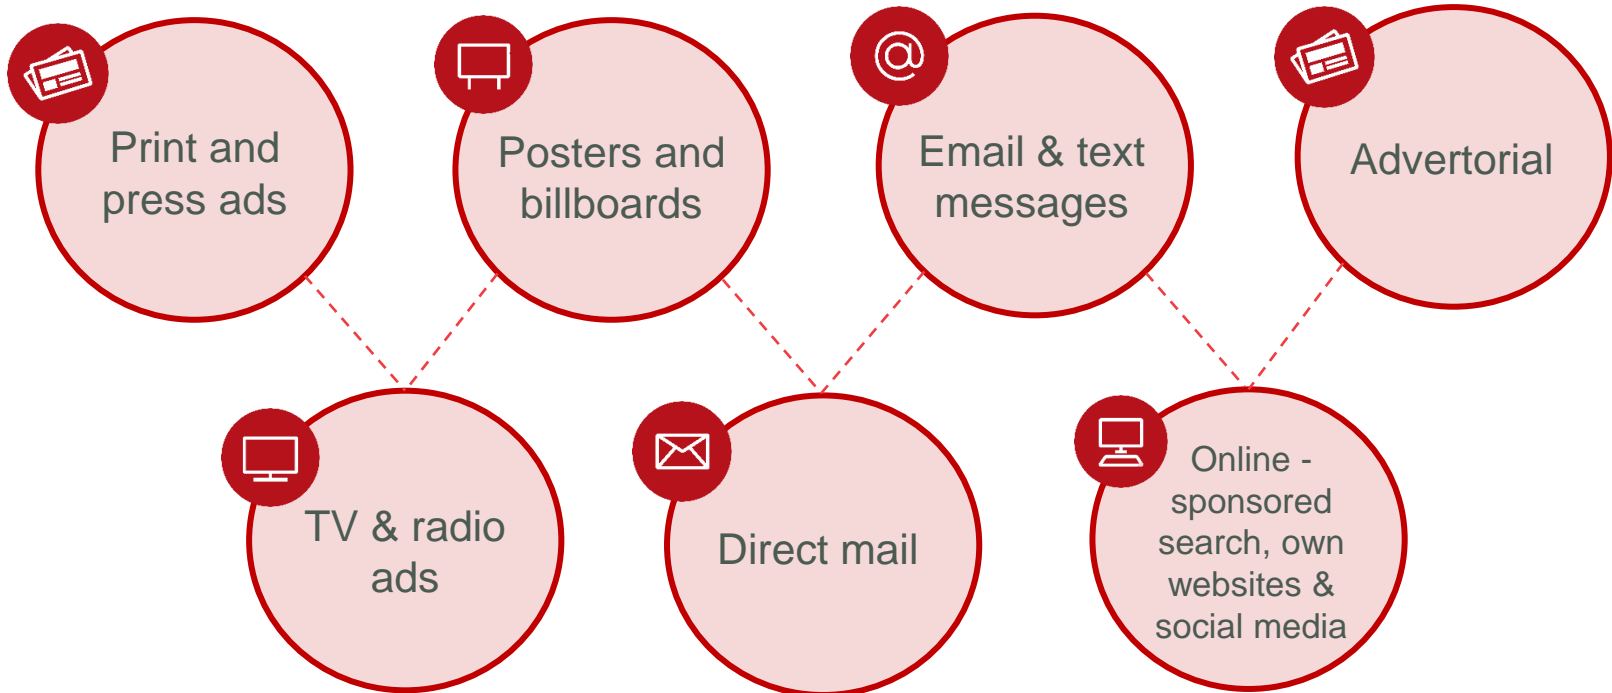 Print and
press ads
Posters and
billboards
Email & text
messages
Advertorial
TV & radio
ads
Direct mail
Online -
sponsored
search, own
websites &
social media